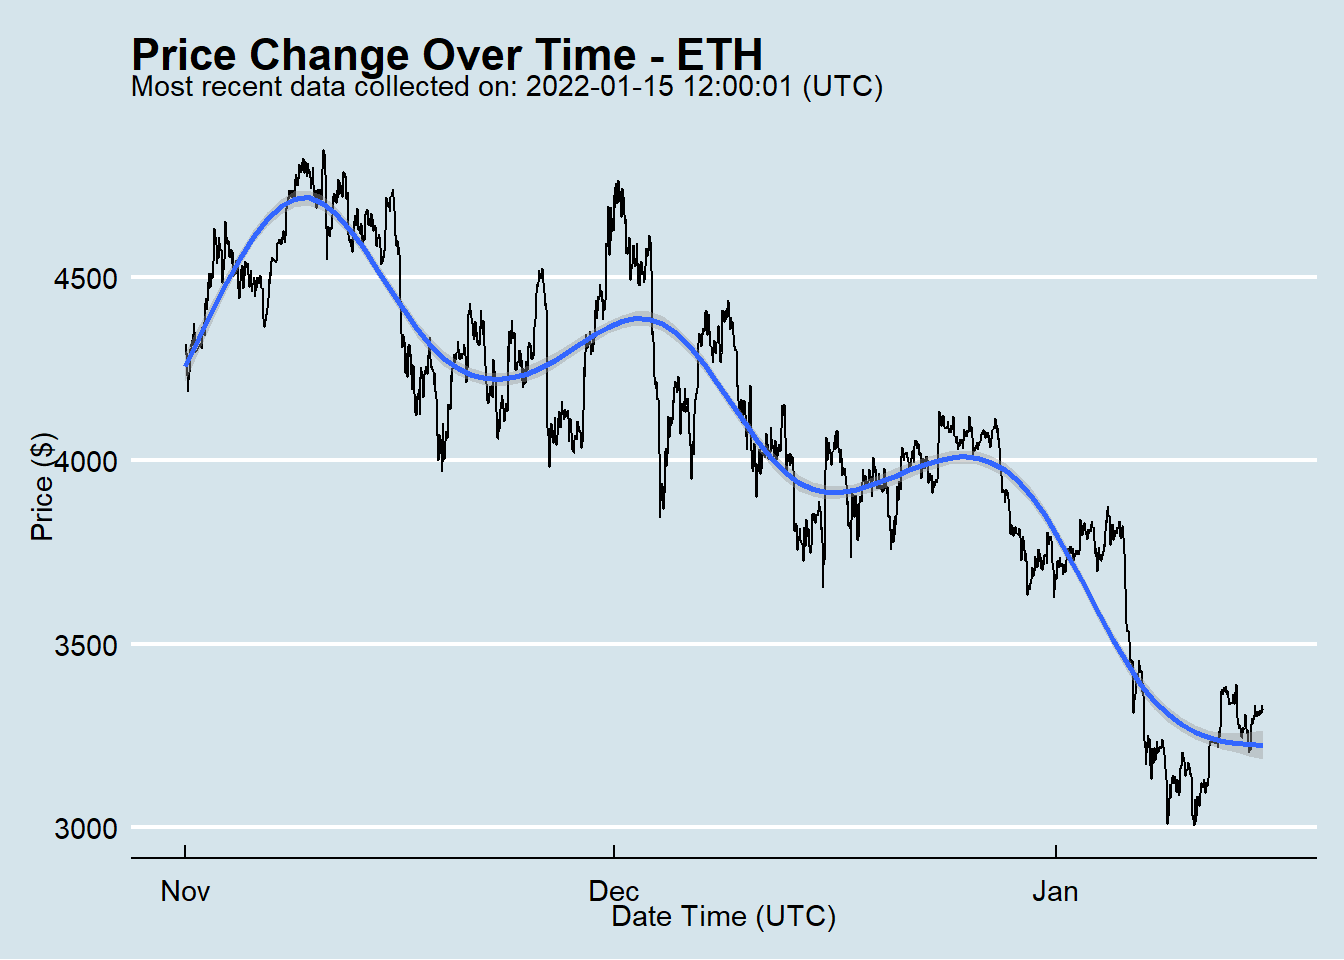 Price Change Over Time - ETH
Most recent data collected on: 2022-01-15 12:00:01 (UTC)
Price ($)
4500
4000
3500
3000
Nov Dec Jan
Date Time (UTC)